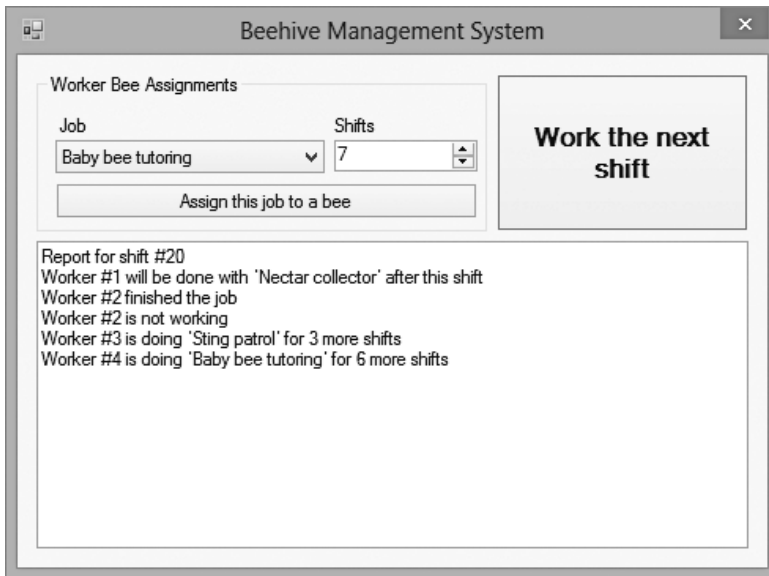 Beehive Management System
Worker Bee Assignments
Job
Shifts
Baby bee tutoring
7
Assign this job to a bee
Work the next
shift
Report for shift #20
Worker #1 will be done with 'Nectar collector' after this shift
Worker #2 finished the job
Worker #2 is not working
Worker #3 is doing 'Sting patrol' for 3 more shifts
Worker #4 is doing 'Baby bee tutoring' for 6 more shifts